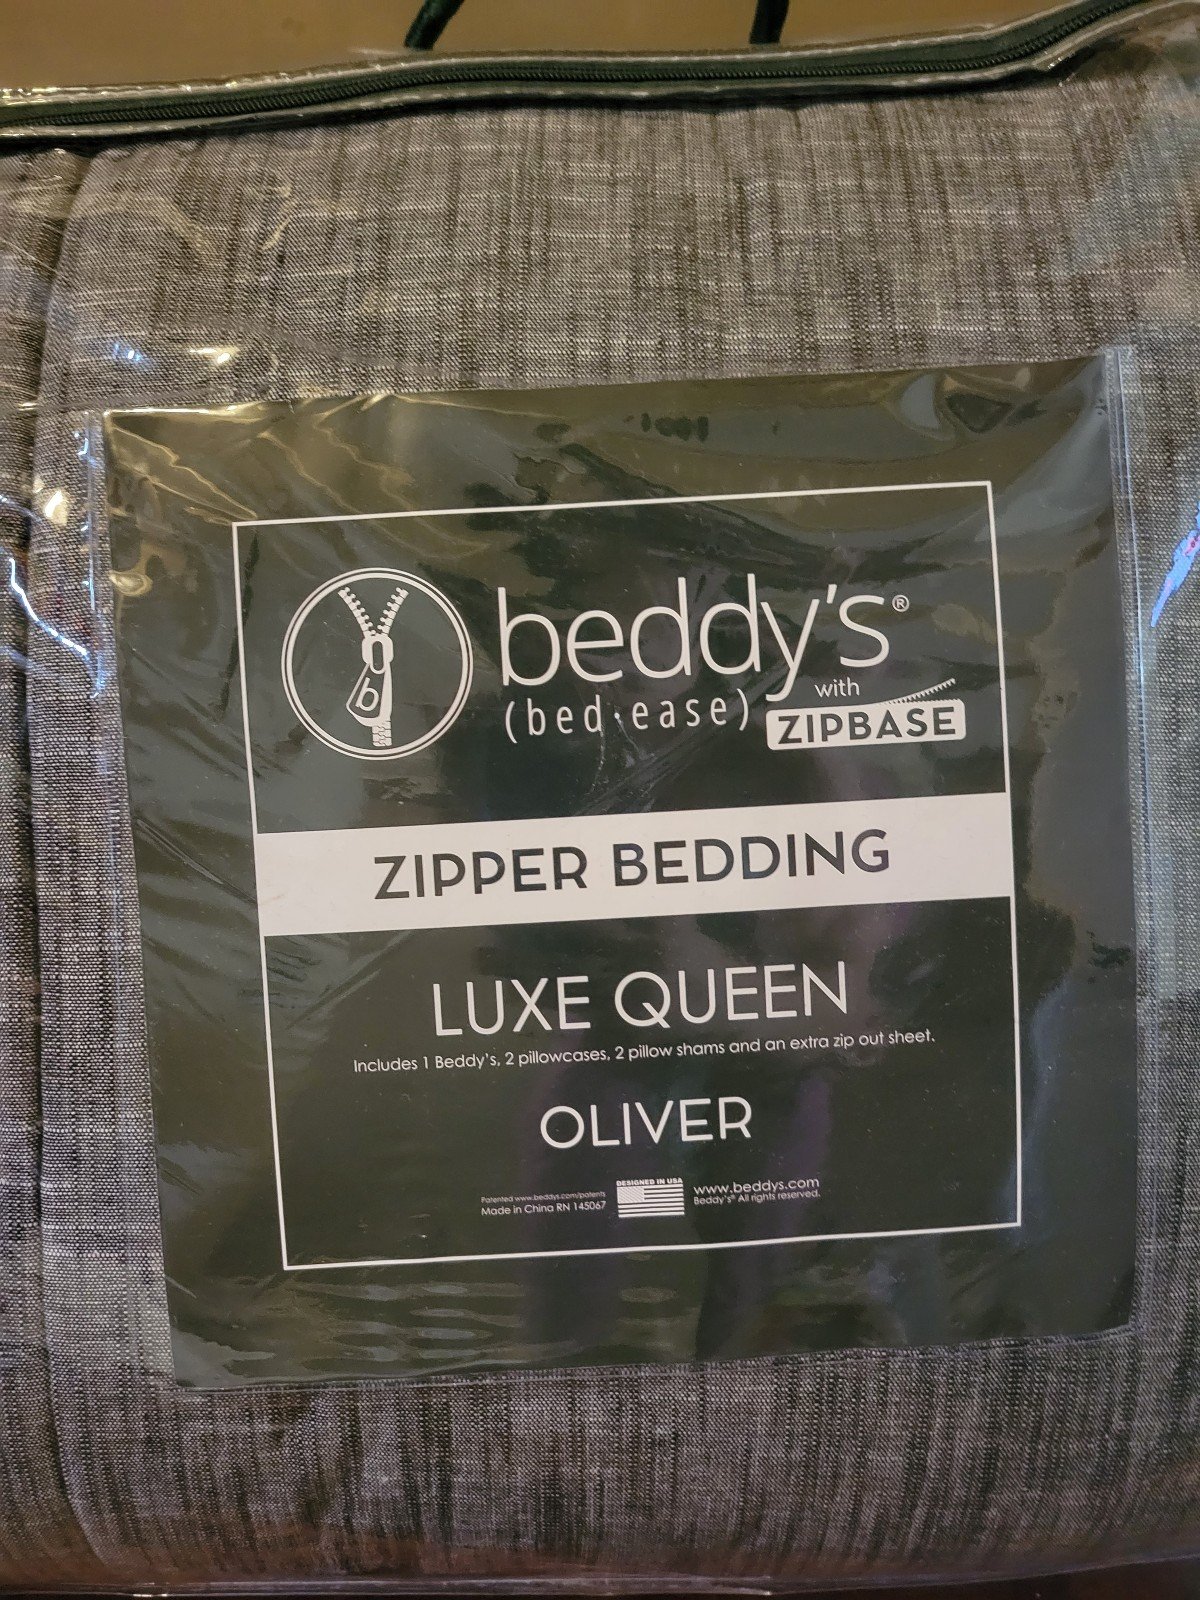 b
beddy's®
(bed·ease) with
ZIPBASE
ZIPPER BEDDING
LUXE QUEEN
Includes 1 Beddy's, 2 pillowcases, 2 pillow shams and an extra zip out sheet.
OLIVER
Patented www.beddys.com/patents
Made in China RN 145067
DESIGNED IN USA
www.beddys.com
Beddy's® All rights reserved.